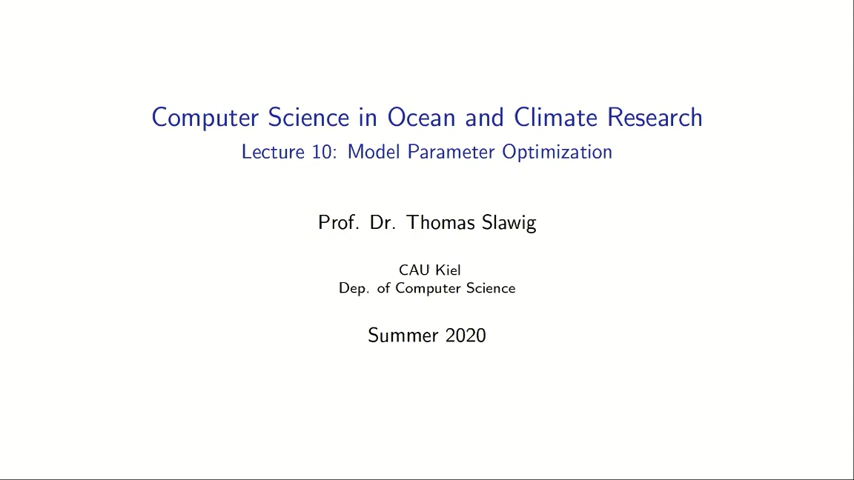 Computer Science in Ocean and Climate Research
Lecture 10: Model Parameter Optimization
Prof. Dr. Thomas Slawig
CAU Kiel
Dep. of Computer Science
Summer 2020